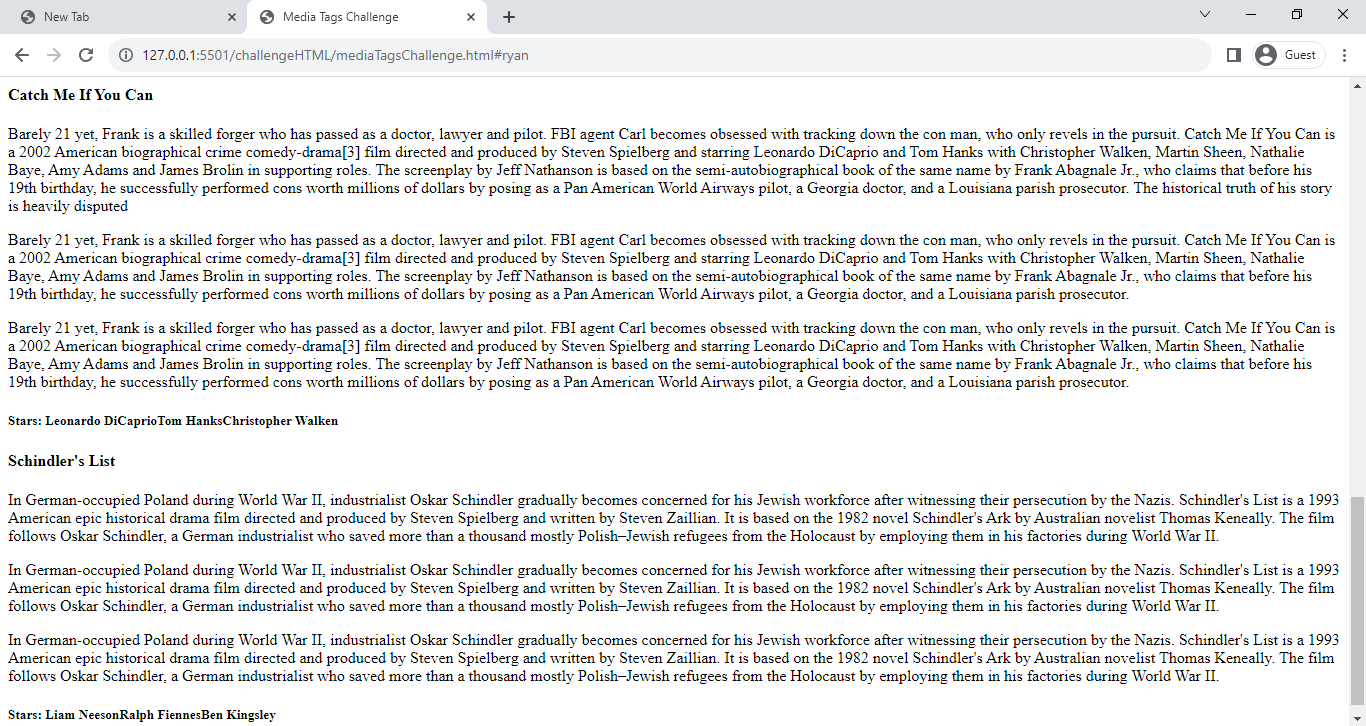 New Tab
Media Tags Challenge
127.0.0.1:5501/challengeHTML/mediaTagsChallenge.html#ryan
Guest
Catch Me If You Can
Barely 21 yet, Frank is a skilled forger who has passed as a doctor, lawyer and pilot. FBI agent Carl becomes obsessed with tracking down the con man, who only revels in the pursuit. Catch Me If You Can is
a 2002 American biographical crime comedy-drama[3] film directed and produced by Steven Spielberg and starring Leonardo DiCaprio and Tom Hanks with Christopher Walken, Martin Sheen, Nathalie
Baye, Amy Adams and James Brolin in supporting roles. The screenplay by Jeff Nathanson is based on the semi-autobiographical book of the same name by Frank Abagnale Jr., who claims that before his
19th birthday, he successfully performed cons worth millions of dollars by posing as a Pan American World Airways pilot, a Georgia doctor, and a Louisiana parish prosecutor. The historical truth of his story
is heavily disputed
Barely 21 yet, Frank is a skilled forger who has passed as a doctor, lawyer and pilot. FBI agent Carl becomes obsessed with tracking down the con man, who only revels in the pursuit. Catch Me If You Can is
a 2002 American biographical crime comedy-drama[3] film directed and produced by Steven Spielberg and starring Leonardo DiCaprio and Tom Hanks with Christopher Walken, Martin Sheen, Nathalie
Baye, Amy Adams and James Brolin in supporting roles. The screenplay by Jeff Nathanson is based on the semi-autobiographical book of the same name by Frank Abagnale Jr., who claims that before his
19th birthday, he successfully performed cons worth millions of dollars by posing as a Pan American World Airways pilot, a Georgia doctor, and a Louisiana parish prosecutor.
Barely 21 yet, Frank is a skilled forger who has passed as a doctor, lawyer and pilot. FBI agent Carl becomes obsessed with tracking down the con man, who only revels in the pursuit. Catch Me If You Can is
a 2002 American biographical crime comedy-drama[3] film directed and produced by Steven Spielberg and starring Leonardo DiCaprio and Tom Hanks with Christopher Walken, Martin Sheen, Nathalie
Baye, Amy Adams and James Brolin in supporting roles. The screenplay by Jeff Nathanson is based on the semi-autobiographical book of the same name by Frank Abagnale Jr., who claims that before his
19th birthday, he successfully performed cons worth millions of dollars by posing as a Pan American World Airways pilot, a Georgia doctor, and a Louisiana parish prosecutor.
Stars: Leonardo DiCaprioTom HanksChristopher Walken
Schindler's List
In German-occupied Poland during World War II, industrialist Oskar Schindler gradually becomes concerned for his Jewish workforce after witnessing their persecution by the Nazis. Schindler's List is a 1993
American epic historical drama film directed and produced by Steven Spielberg and written by Steven Zaillian. It is based on the 1982 novel Schindler's Ark by Australian novelist Thomas Keneally. The film
follows Oskar Schindler, a German industrialist who saved more than a thousand mostly Polish–Jewish refugees from the Holocaust by employing them in his factories during World War II.
In German-occupied Poland during World War II, industrialist Oskar Schindler gradually becomes concerned for his Jewish workforce after witnessing their persecution by the Nazis. Schindler's List is a 1993
American epic historical drama film directed and produced by Steven Spielberg and written by Steven Zaillian. It is based on the 1982 novel Schindler's Ark by Australian novelist Thomas Keneally. The film
follows Oskar Schindler, a German industrialist who saved more than a thousand mostly Polish–Jewish refugees from the Holocaust by employing them in his factories during World War II.
In German-occupied Poland during World War II, industrialist Oskar Schindler gradually becomes concerned for his Jewish workforce after witnessing their persecution by the Nazis. Schindler's List is a 1993
American epic historical drama film directed and produced by Steven Spielberg and written by Steven Zaillian. It is based on the 1982 novel Schindler's Ark by Australian novelist Thomas Keneally. The film
follows Oskar Schindler, a German industrialist who saved more than a thousand mostly Polish–Jewish refugees from the Holocaust by employing them in his factories during World War II.
Stars: Liam NeesonRalph FiennesBen Kingsley